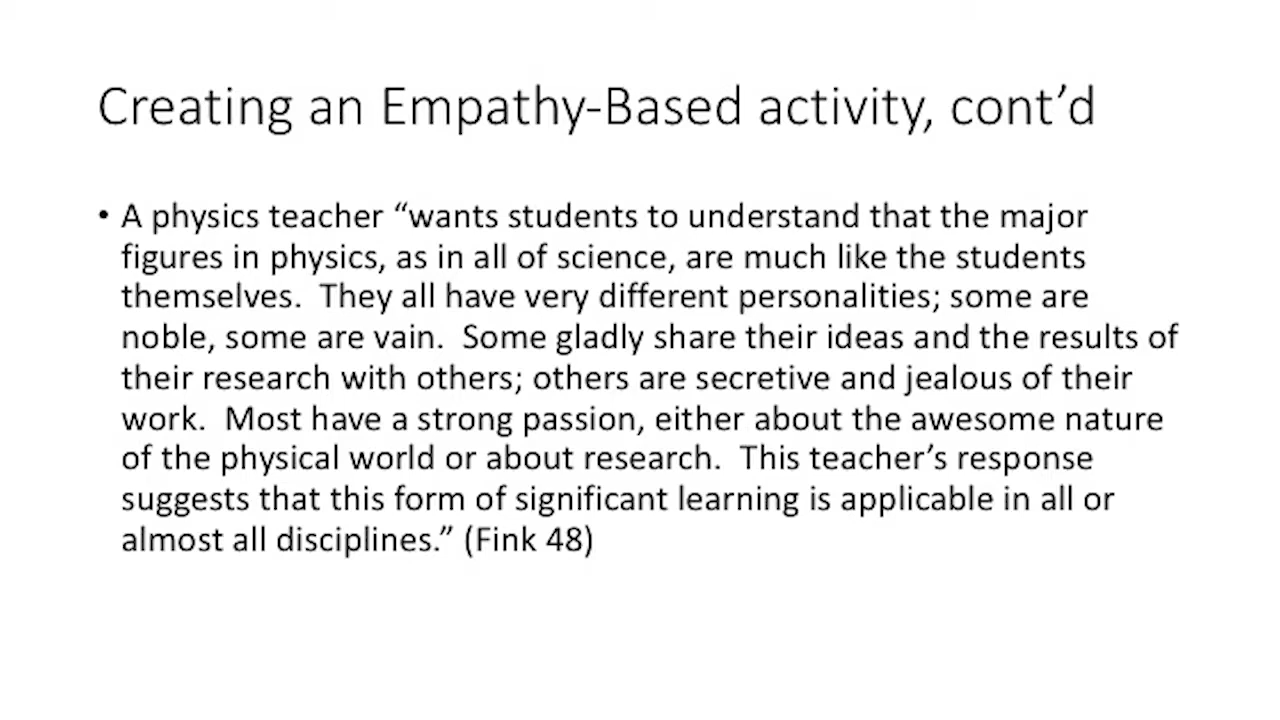 Creating an Empathy-Based activity, cont’d
• A physics teacher “wants students to understand that the major
figures in physics, as in all of science, are much like the students
themselves.  They all have very different personalities; some are
noble, some are vain.  Some gladly share their ideas and the results of
their research with others; others are secretive and jealous of their
work.  Most have a strong passion, either about the awesome nature
of the physical world or about research.  This teacher’s response
suggests that this form of significant learning is applicable in all or
almost all disciplines.” (Fink 48)